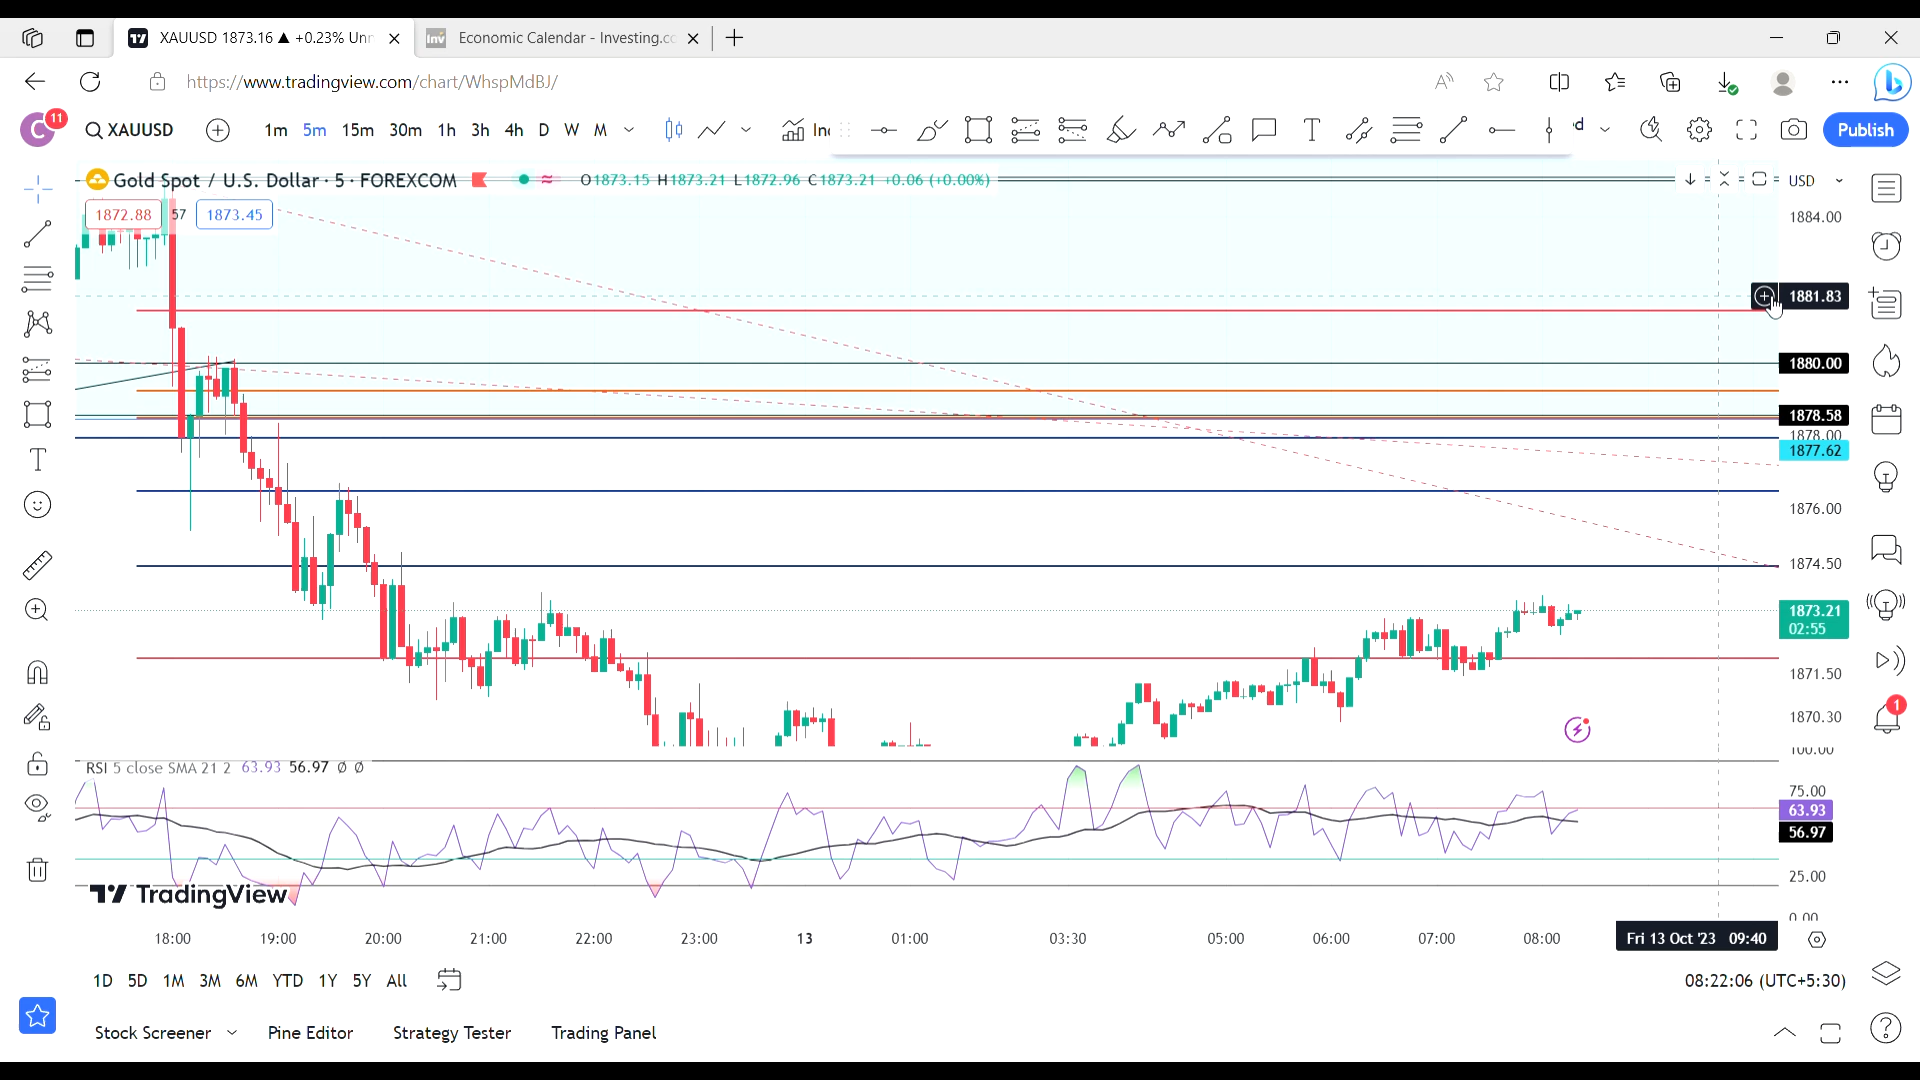 XAUUSD 1873.16 ▲ +0.23% Unn
Economic Calendar - Investing.co
https://www.tradingview.com/chart/WhspMdBJ/
C 11 XAUUSD 1m 5m 15m 30m 1h 3h 4h D W M Inc d Publish
Gold Spot / U.S. Dollar · 5 · FOREXCOM O1873.15 H1873.21 L1872.96 C1873.21 +0.06 (+0.00%) USD
1872.88 57 1873.45
1884.00
1881.83
1880.00
1878.58
1878.00
1877.62
1876.00
1874.50
1873.21
02:55
1871.50
1870.30
1
100.00
RSI 5 close SMA 21 2 63.93 56.97 Ø Ø
75.00
63.93
56.97
25.00
0.00
TradingView
18:00 19:00 20:00 21:00 22:00 23:00 13 01:00 03:30 05:00 06:00 07:00 08:00 Fri 13 Oct '23 09:40
1D 5D 1M 3M 6M YTD 1Y 5Y All 08:22:06 (UTC+5:30)
Stock Screener Pine Editor Strategy Tester Trading Panel